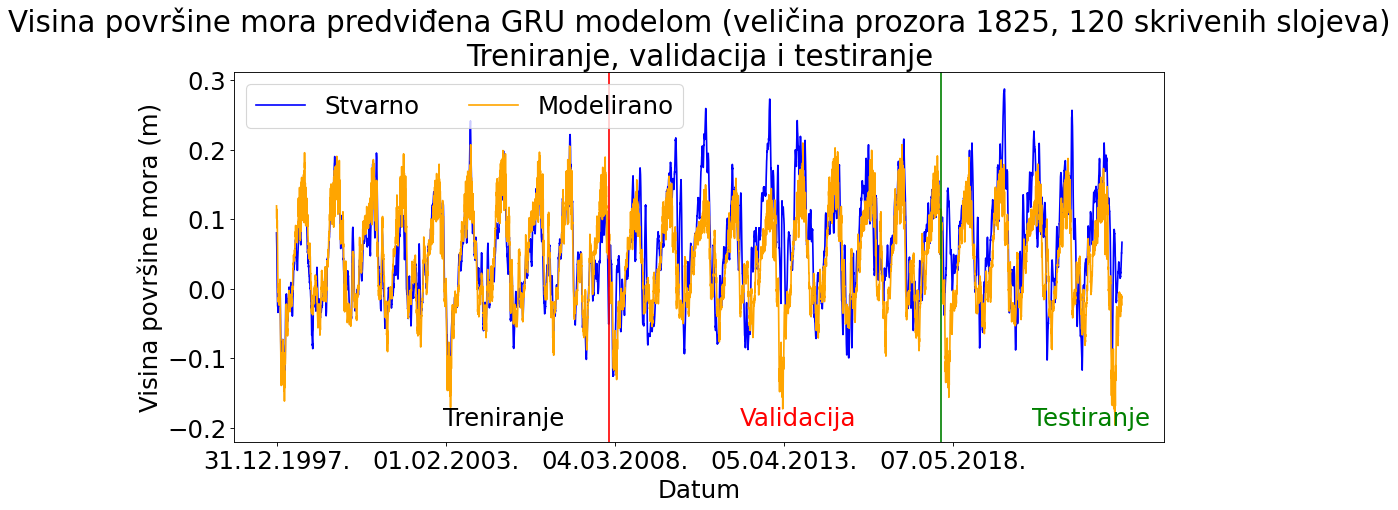 Visina površine mora predviđena GRU modelom (veličina prozora 1825, 120 skrivenih slojeva)
Treniranje, validacija i testiranje
Stvarno
Modelirano
Visina površine mora (m)
0.3
0.2
0.1
0.0
−0.1
−0.2
Treniranje
Validacija
Testiranje
31.12.1997.
01.02.2003.
04.03.2008.
05.04.2013.
07.05.2018.
Datum